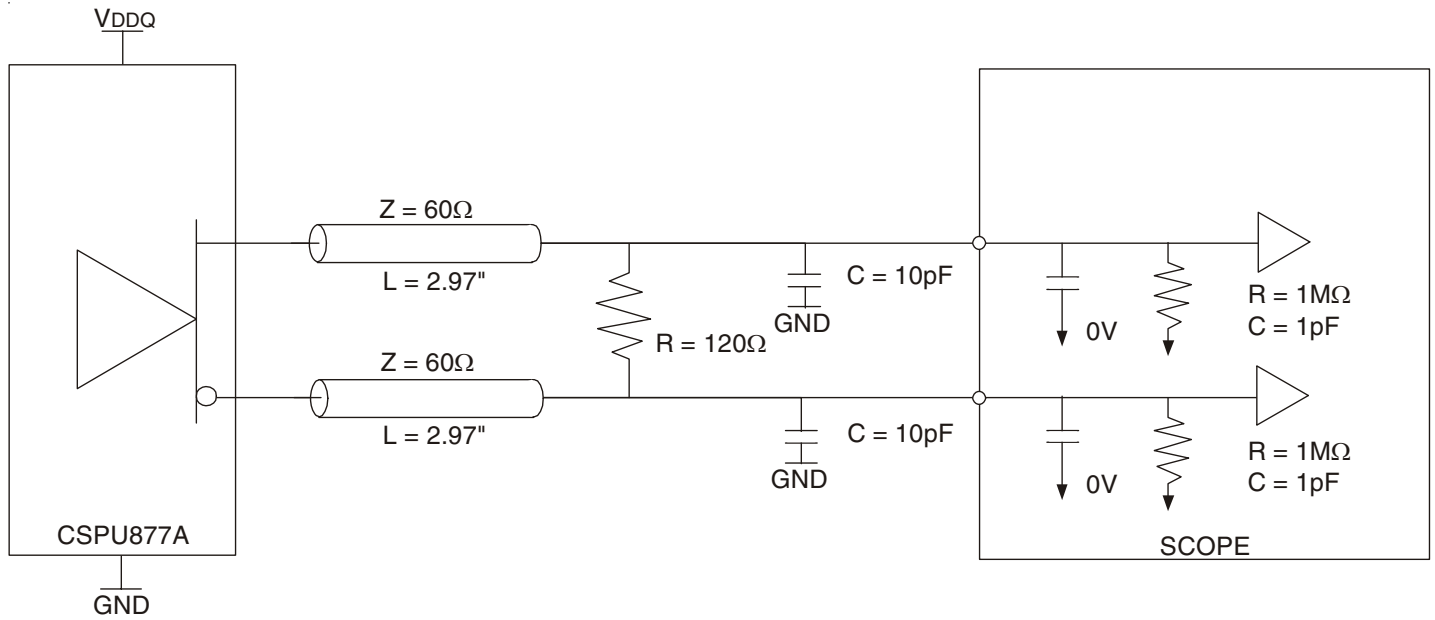 VDDQ
Z = 60Ω
L = 2.97"
C = 10pF
GND
R = 120Ω
Z = 60Ω
L = 2.97"
C = 10pF
GND
0V
R = 1MΩ
C = 1pF
0V
R = 1MΩ
C = 1pF
CSPU877A
SCOPE
GND